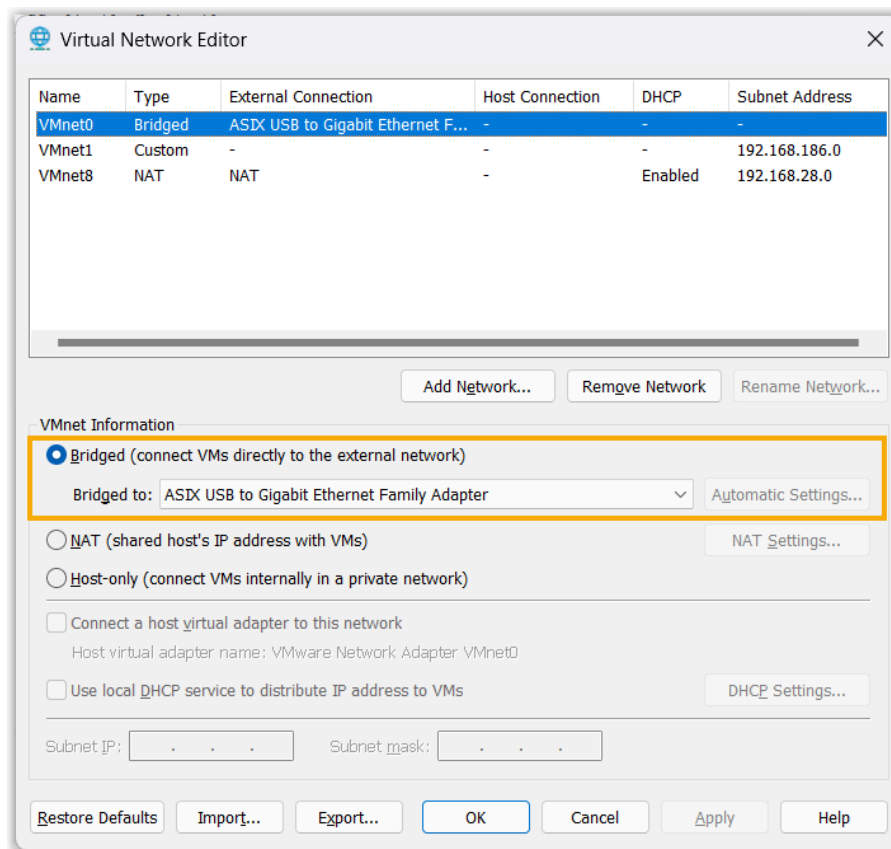 Virtual Network Editor
Name Type External Connection Host Connection DHCP Subnet Address
VMnet0 Bridged ASIX USB to Gigabit Ethernet F... - - -
VMnet1 Custom - - - 192.168.186.0
VMnet8 NAT NAT - Enabled 192.168.28.0
Add Network... Remove Network Rename Network...
VMnet Information
Bridged (connect VMs directly to the external network)
Bridged to: ASIX USB to Gigabit Ethernet Family Adapter Automatic Settings...
NAT (shared host's IP address with VMs) NAT Settings...
Host-only (connect VMs internally in a private network)
Connect a host virtual adapter to this network
Host virtual adapter name: VMware Network Adapter VMnet0
Use local DHCP service to distribute IP address to VMs DHCP Settings...
Subnet IP: . . . Subnet mask: . . .
Restore Defaults Import... Export... OK Cancel Apply Help